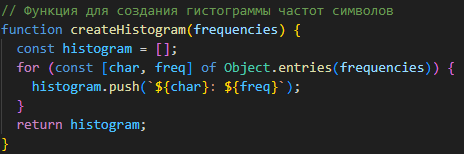 // Функция для создания гистограммы частот символов
function createHistogram(frequencies) {
  const histogram = [];
  for (const [char, freq] of Object.entries(frequencies)) {
    histogram.push(`${char}: ${freq}`);
  }
  return histogram;
}